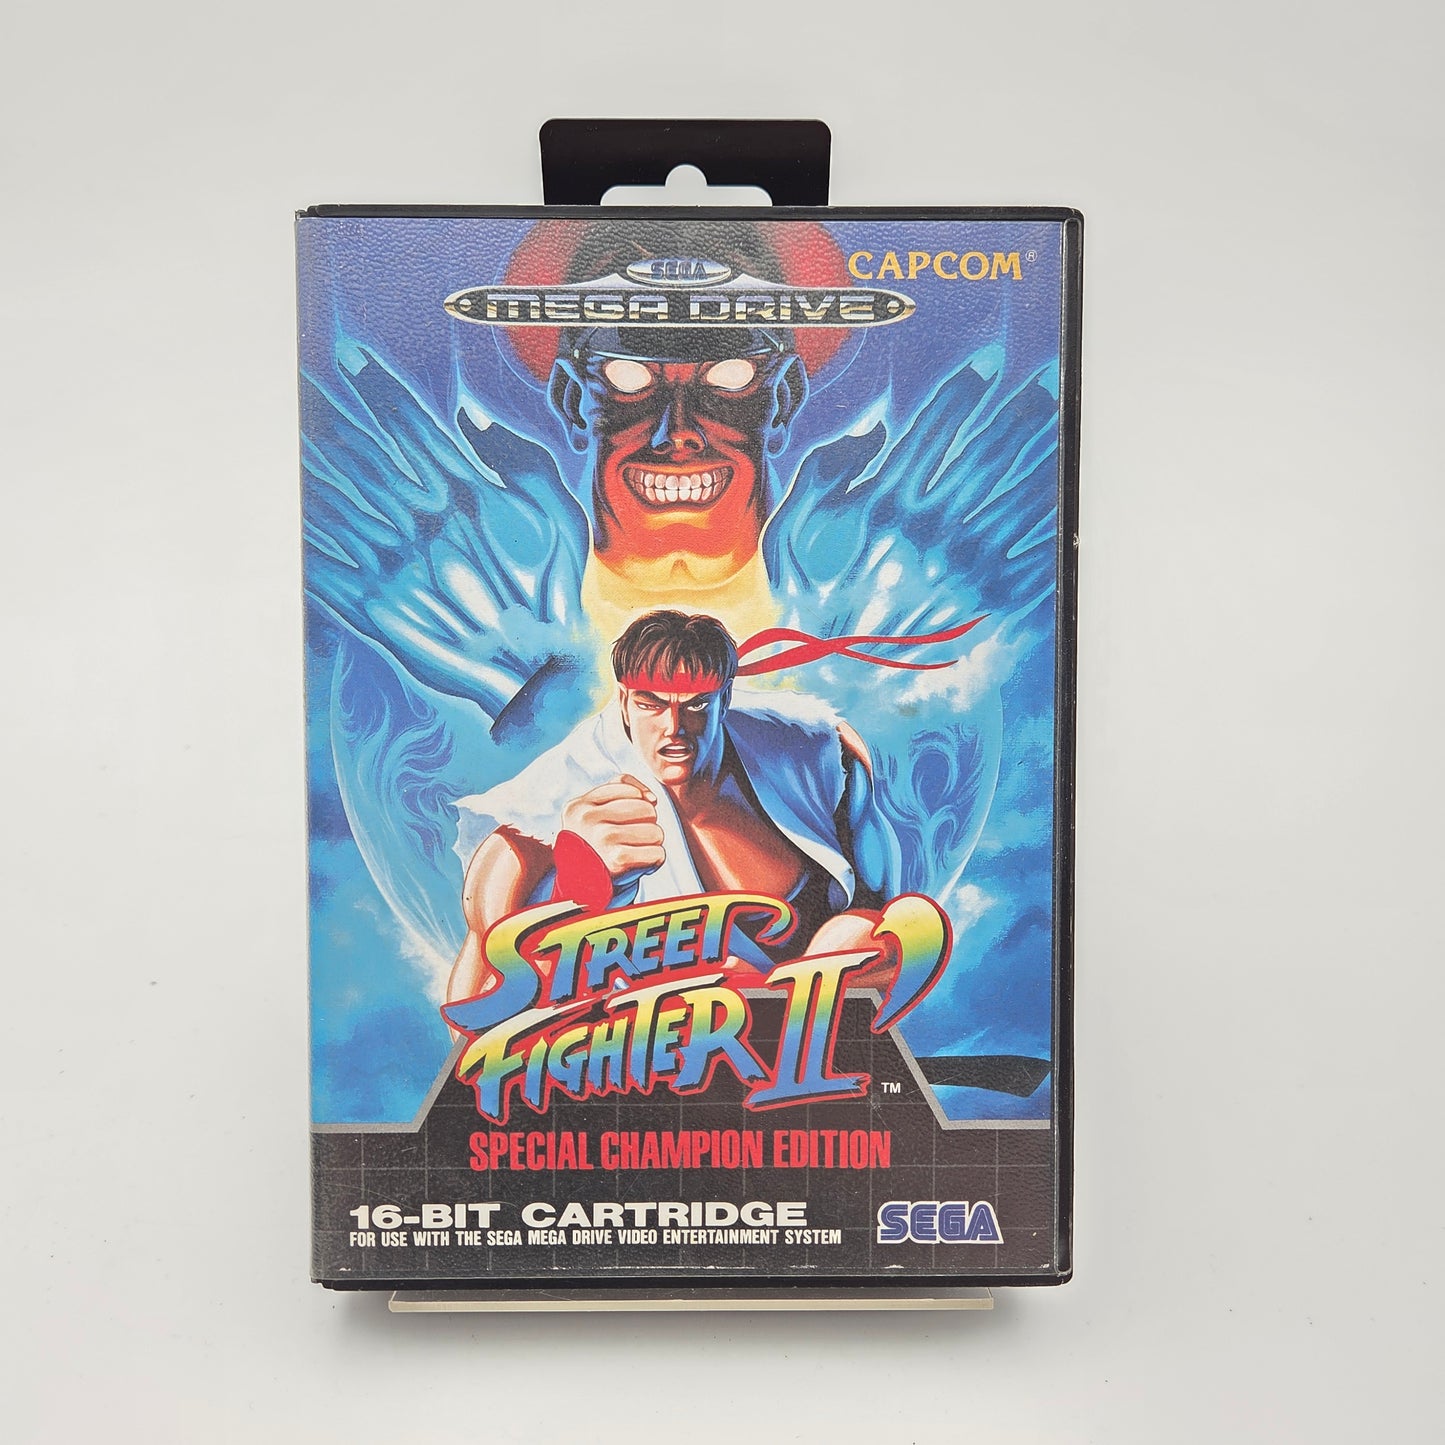 CAPCOM®
SEGA
MEGA DRIVE
STREET
FIGHTER II'
TM
SPECIAL CHAMPION EDITION
16-BIT CARTRIDGE
FOR USE WITH THE SEGA MEGA DRIVE VIDEO ENTERTAINMENT SYSTEM
SEGA